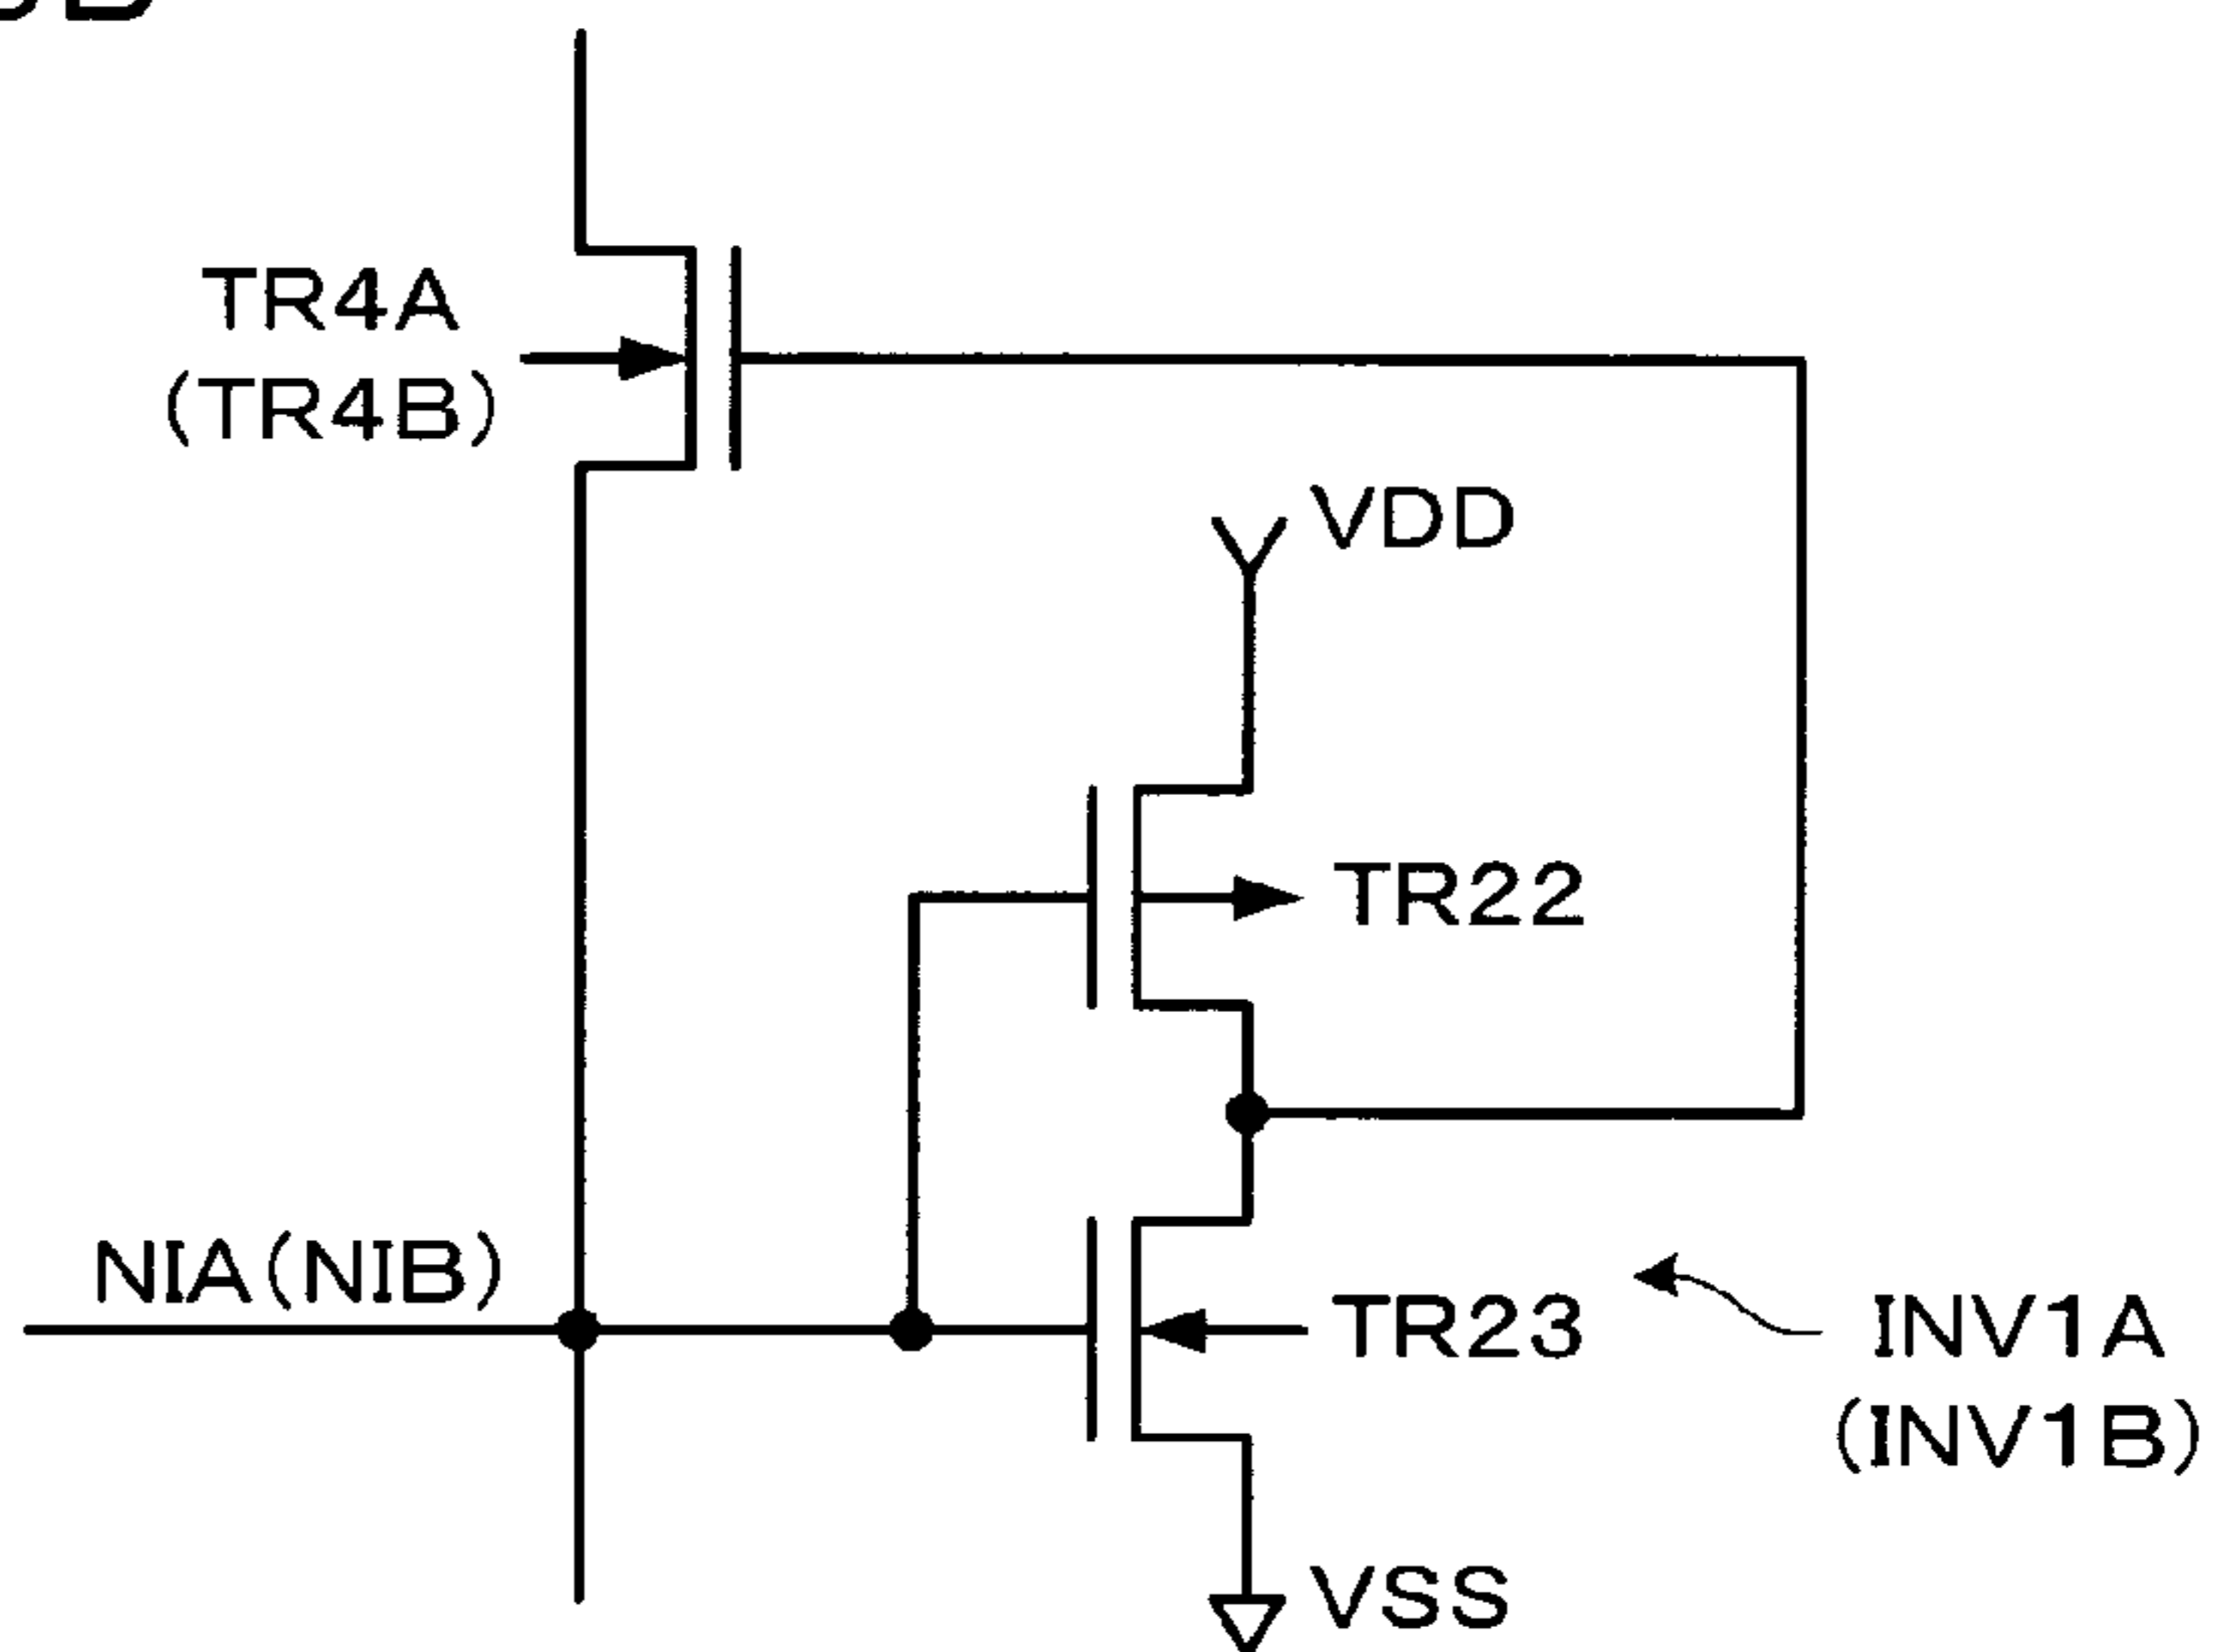 TR4A
(TR4B)
VDD
TR22
NIA(NIB)
TR23
INV1A
(INV1B)
VSS